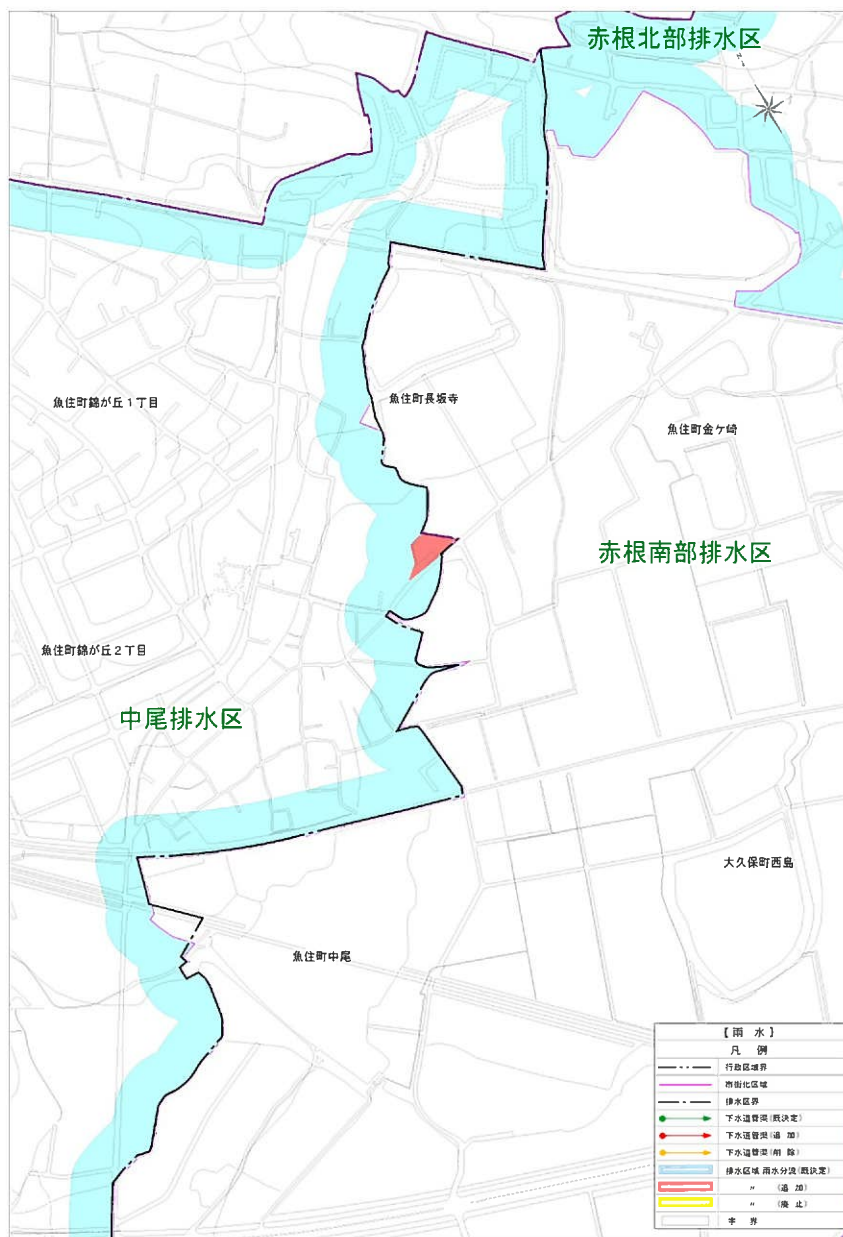 赤根北部排水区
魚住町錦が丘1丁目
魚住町長坂寺
魚住町金ケ崎
赤根南部排水区
魚住町錦が丘2丁目
中尾排水区
大久保町西島
魚住町中尾
【雨 水】
凡 例
行政区域界
市街化区域
排水区界
下水道管渠(既決定)
下水道管渠(追 加)
下水道管渠(削 除)
排水区域 雨水分流(既決定)
〃 (追 加)
〃 (廃 止)
字 界